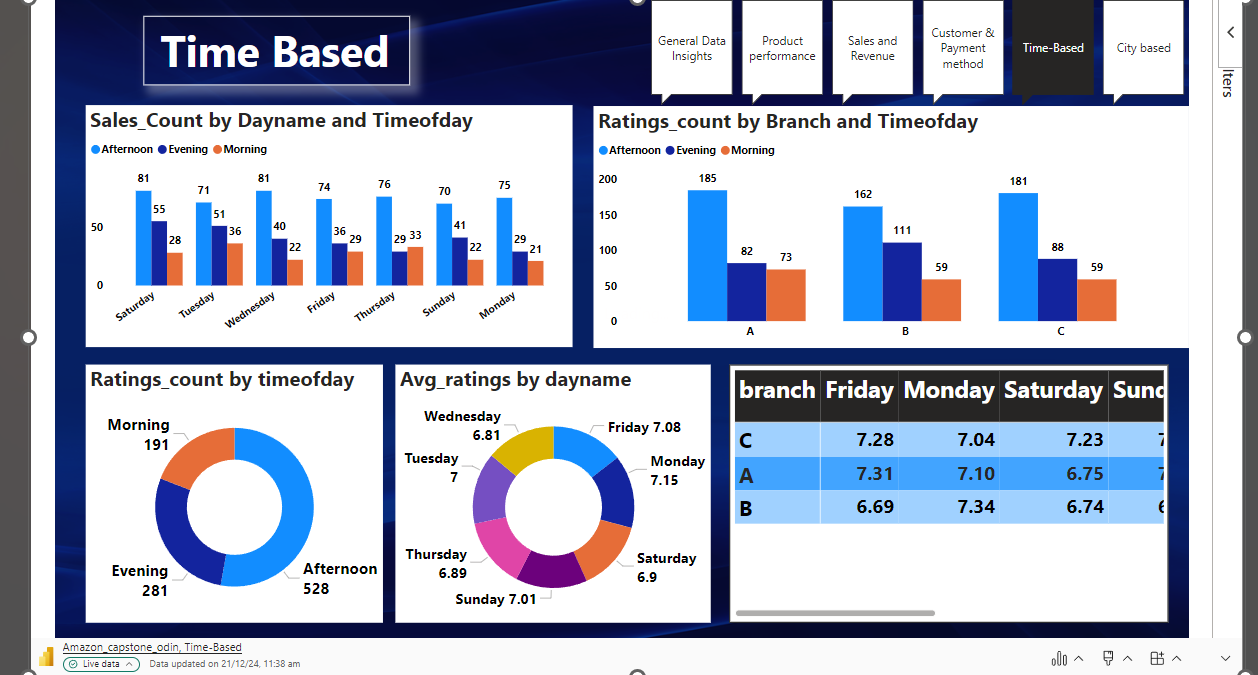 Time Based
General Data
Insights
Product
performance
Sales and
Revenue
Customer &
Payment
method
Time-Based
City based
lters
Sales_Count by Dayname and Timeofday
Afternoon Evening Morning
50
0
81 55 28
71 51 36
81 40 22
74 36 29
76 29 33
70 41 22
75 29 21
Saturday Tuesday Wednesday Friday Thursday Sunday Monday
Ratings_count by Branch and Timeofday
Afternoon Evening Morning
200
150
100
50
0
185 82 73
162 111 59
181 88 59
A B C
Ratings_count by timeofday
Morning
191
Evening
281
Afternoon
528
Avg_ratings by dayname
Wednesday
6.81
Friday 7.08
Tuesday
7
Monday
7.15
Thursday
6.89
Saturday
6.9
Sunday 7.01
branch Friday Monday Saturday Sund
C 7.28 7.04 7.23
A 7.31 7.10 6.75
B 6.69 7.34 6.74
Amazon_capstone_odin, Time-Based
Live data Data updated on 21/12/24, 11:38 am